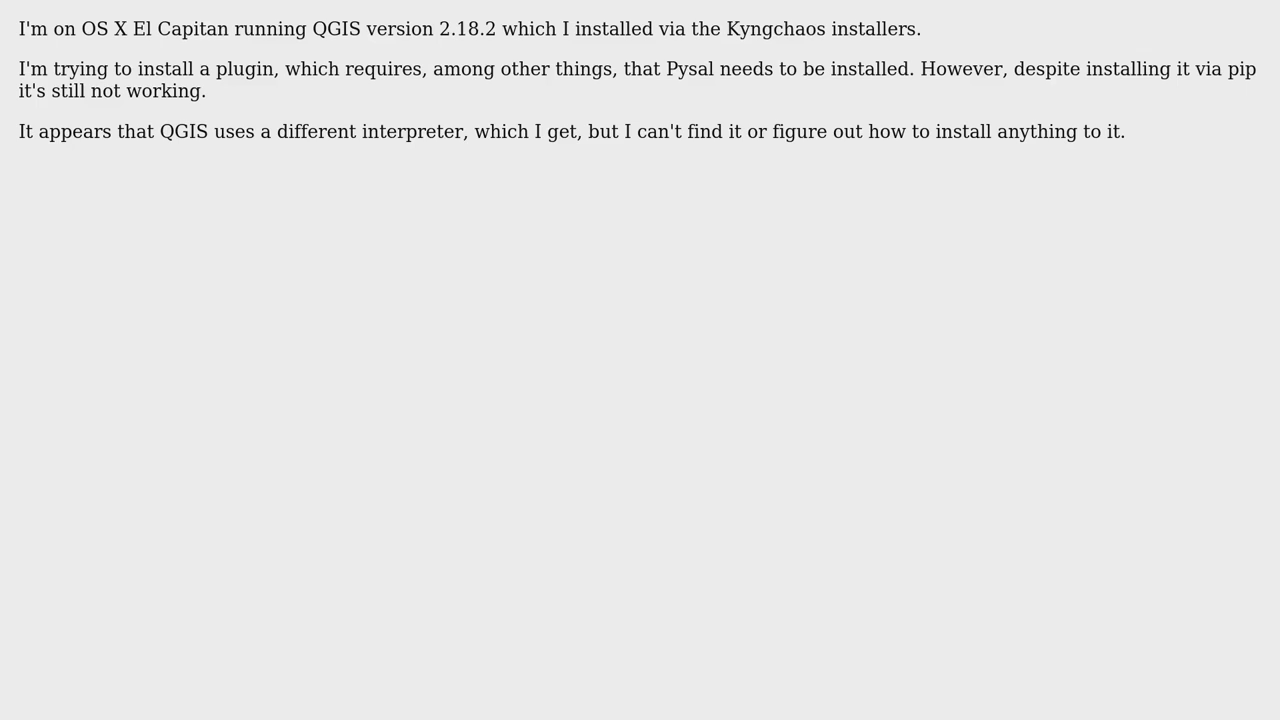 I'm on OS X El Capitan running QGIS version 2.18.2 which I installed via the Kyngchaos installers.
I'm trying to install a plugin, which requires, among other things, that Pysal needs to be installed. However, despite installing it via pip
it's still not working.
It appears that QGIS uses a different interpreter, which I get, but I can't find it or figure out how to install anything to it.